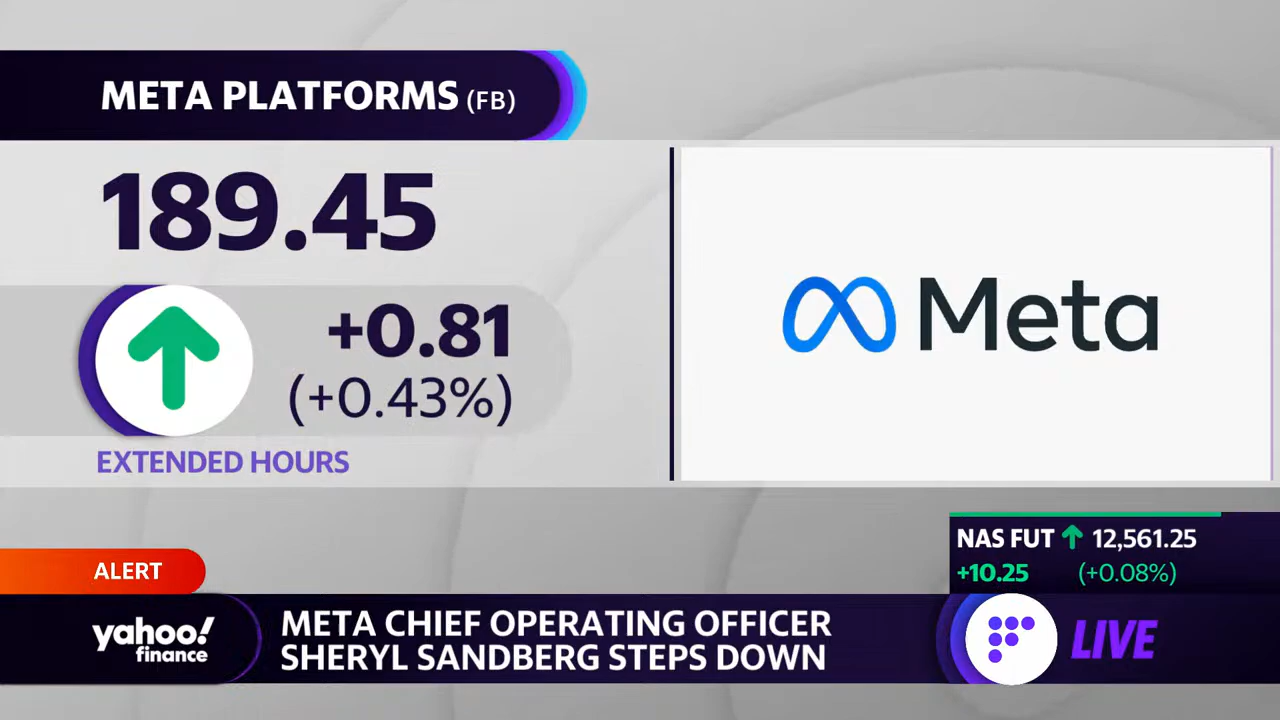 META PLATFORMS (FB)
189.45
+0.81
(+0.43%)
EXTENDED HOURS
Meta
NAS FUT 12,561.25
+10.25 (+0.08%)
ALERT
yahoo!
finance
META CHIEF OPERATING OFFICER
SHERYL SANDBERG STEPS DOWN
LIVE